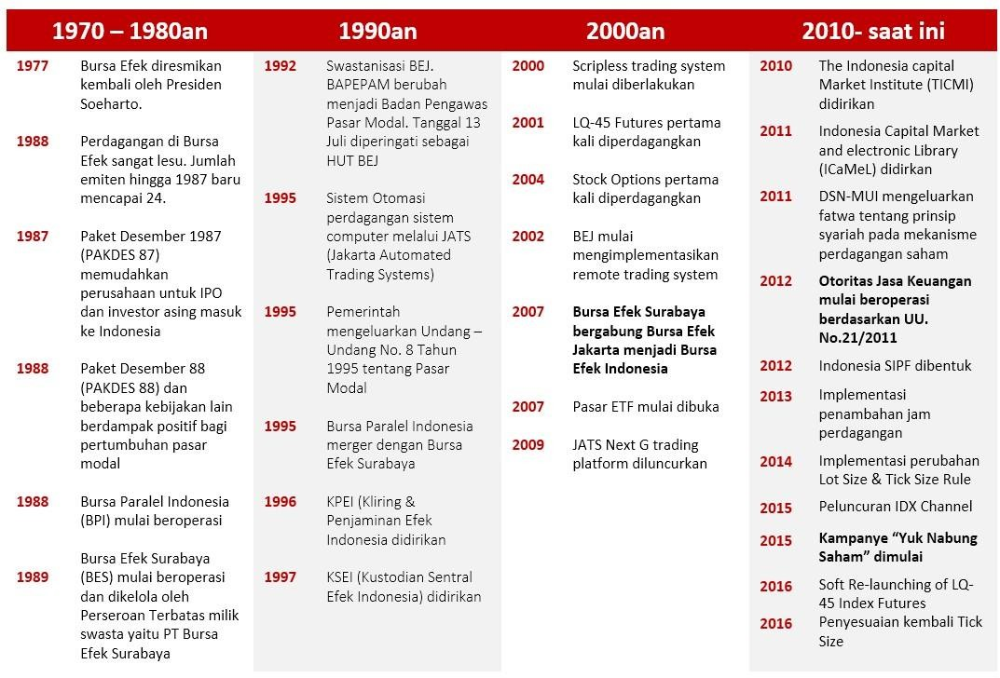 1970 – 1980an
1977 Bursa Efek diresmikan
kembali oleh Presiden
Soeharto.
1988 Perdagangan di Bursa
Efek sangat lesu. Jumlah
emiten hingga 1987 baru
mencapai 24.
1987 Paket Desember 1987
(PAKDES 87)
memudahkan
perusahaan untuk IPO
dan investor asing masuk
ke Indonesia
1988 Paket Desember 88
(PAKDES 88) dan
beberapa kebijakan lain
berdampak positif bagi
pertumbuhan pasar
modal
1988 Bursa Paralel Indonesia
(BPI) mulai beroperasi
Bursa Efek Surabaya
1989 (BES) mulai beroperasi
dan dikelola oleh
Perseroan Terbatas milik
swasta yaitu PT Bursa
Efek Surabaya
1990an
1992 Swastanisasi BEJ.
BAPEPAM berubah
menjadi Badan Pengawas
Pasar Modal. Tanggal 13
Juli diperingati sebagai
HUT BEJ
1995 Sistem Otomasi
perdagangan sistem
computer melalui JATS
(Jakarta Automated
Trading Systems)
1995 Pemerintah
mengeluarkan Undang –
Undang No. 8 Tahun
1995 tentang Pasar
Modal
1995 Bursa Paralel Indonesia
merger dengan Bursa
Efek Surabaya
1996 KPEI (Kliring &
Penjaminan Efek
Indonesia didirikan
1997 KSEI (Kustodian Sentral
Efek Indonesia) didirikan
2000an
2000 Scripless trading system
mulai diberlakukan
2001 LQ-45 Futures pertama
kali diperdagangkan
2004 Stock Options pertama
kali diperdagangkan
2002 BEJ mulai
mengimplementasikan
remote trading system
2007 Bursa Efek Surabaya
bergabung Bursa Efek
Jakarta menjadi Bursa
Efek Indonesia
2007 Pasar ETF mulai dibuka
2009 JATS Next G trading
platform diluncurkan
2010- saat ini
2010 The Indonesia capital
Market Institute (TICMI)
didirikan
2011 Indonesia Capital Market
and electronic Library
(ICaMeL) didirkan
2011 DSN-MUI mengeluarkan
fatwa tentang prinsip
syariah pada mekanisme
perdagangan saham
2012 Otoritas Jasa Keuangan
mulai beroperasi
berdasarkan UU.
No.21/2011
2012 Indonesia SIPF dibentuk
2013 Implementasi
penambahan jam
perdagangan
2014 Implementasi perubahan
Lot Size & Tick Size Rule
2015 Peluncuran IDX Channel
2015 Kampanye “Yuk Nabung
Saham” dimulai
2016 Soft Re-launching of LQ-
45 Index Futures
2016 Penyesuaian kembali Tick
Size